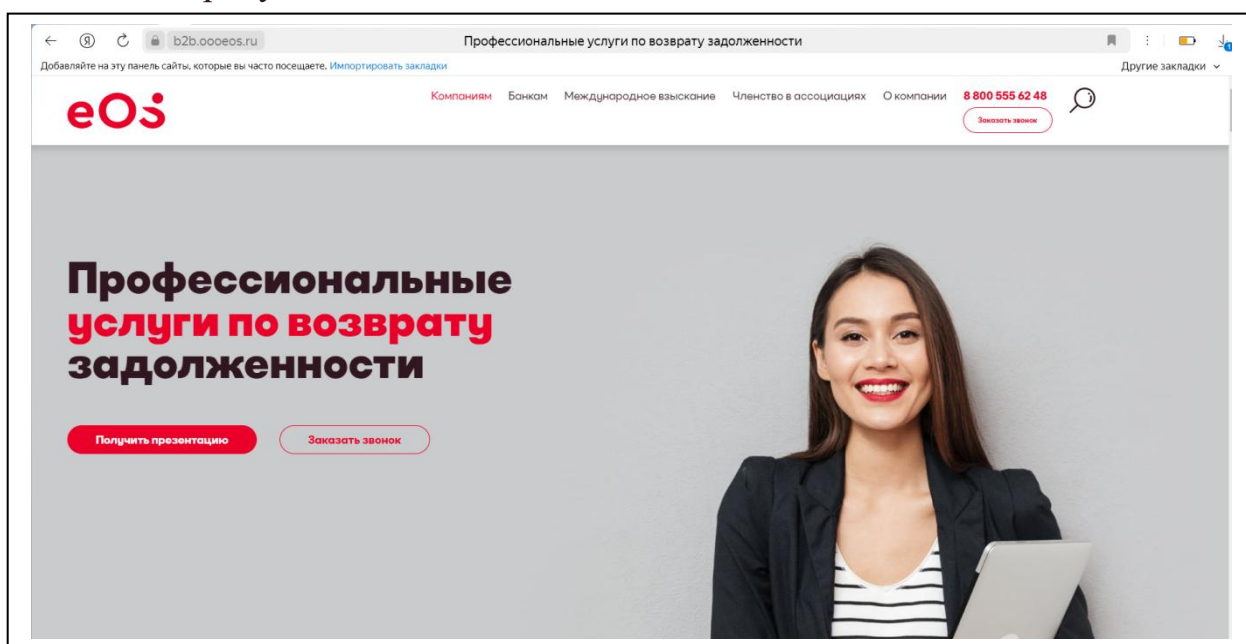 b2b.oooeos.ru Профессиональные услуги по возврату задолженности
Добавляйте на эту панель сайты, которые вы часто посещаете. Импортировать закладки Другие закладки
eOS
Компаниям Банкам Международное взыскание Членство в ассоциациях О компании 8 800 555 62 48
Заказать звонок
Профессиональные
услуги по возврату
задолженности
Получить презентацию Заказать звонок